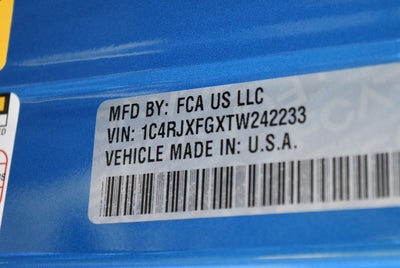 MFD BY: FCA US LLC
VIN: 1C4RJXFGXTW242233
VEHICLE MADE IN: U.S.A.